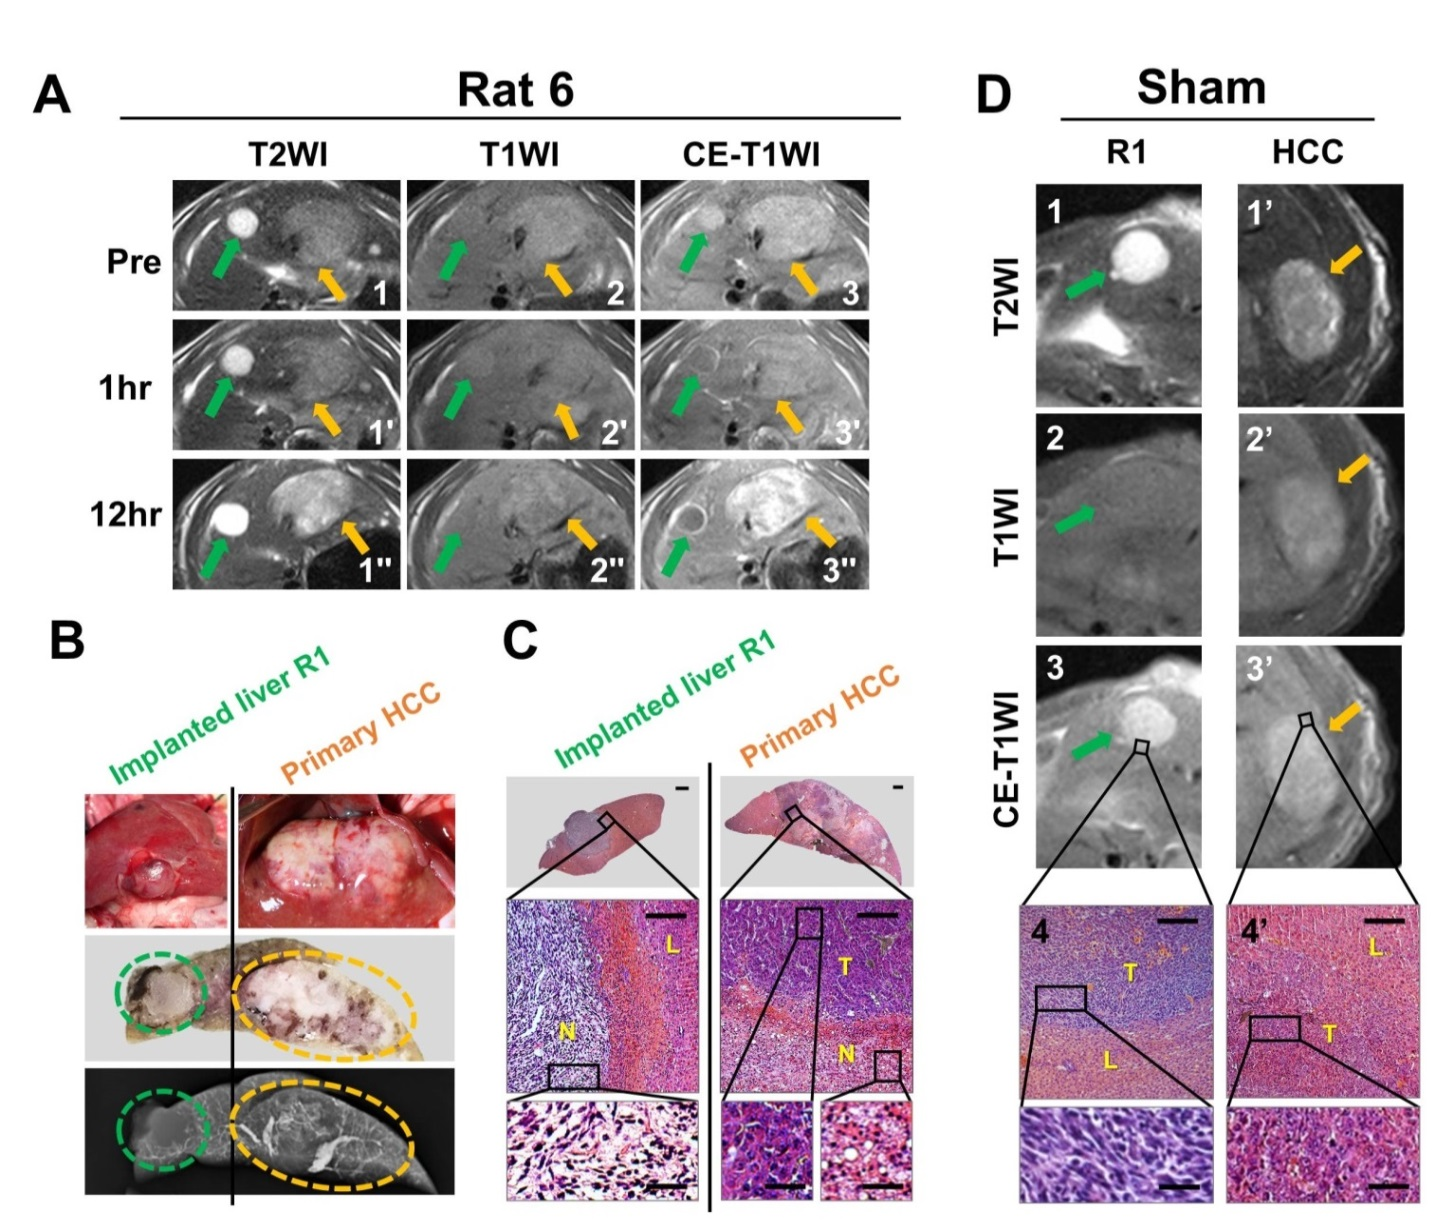 A
Rat 6
T2WI T1WI CE-T1WI
Pre
1 2 3
1hr
1' 2' 3'
12hr
1'' 2'' 3''
B
Implanted liver R1
Primary HCC
C
Implanted liver R1
Primary HCC
L
N
T
N
D
Sham
R1 HCC
T2WI
1 1’
T1WI
2 2’
CE-T1WI
3 3’
4 4’
T
L
L
T